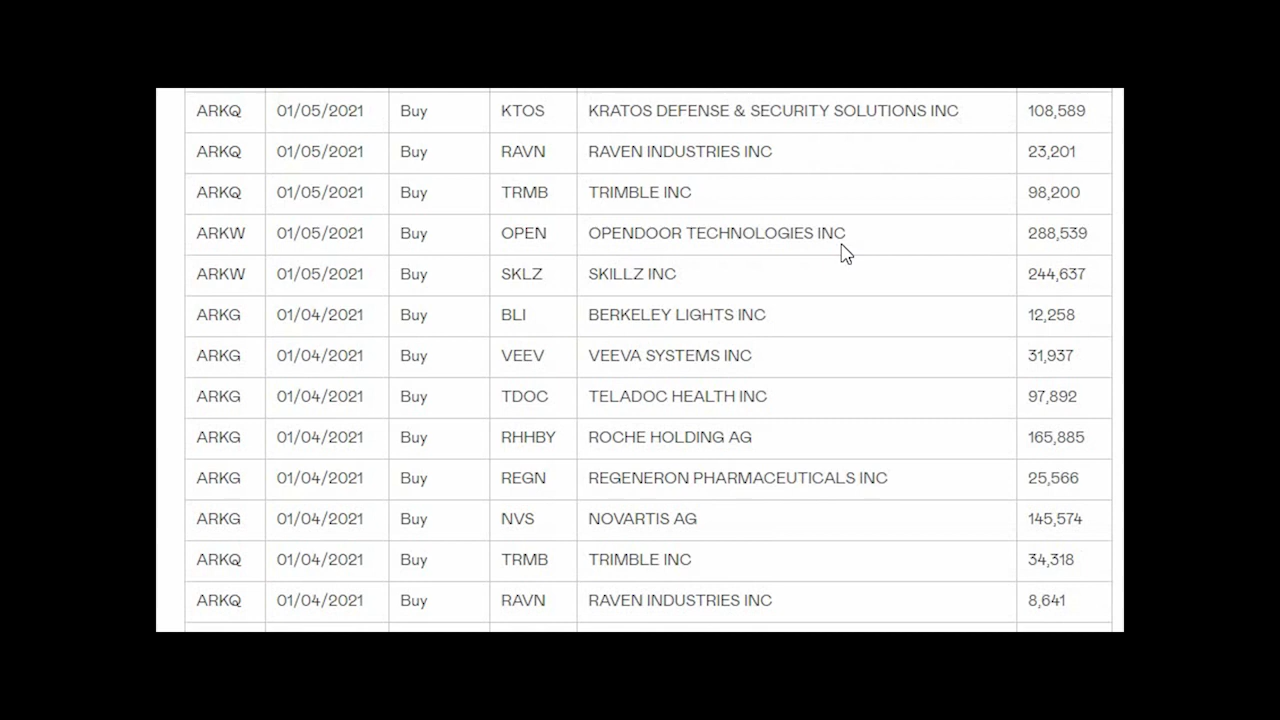 ARKQ 01/05/2021 Buy KTOS KRATOS DEFENSE & SECURITY SOLUTIONS INC 108,589
ARKQ 01/05/2021 Buy RAVN RAVEN INDUSTRIES INC 23,201
ARKQ 01/05/2021 Buy TRMB TRIMBLE INC 98,200
ARKW 01/05/2021 Buy OPEN OPENDOOR TECHNOLOGIES INC 288,539
ARKW 01/05/2021 Buy SKLZ SKILLZ INC 244,637
ARKG 01/04/2021 Buy BLI BERKELEY LIGHTS INC 12,258
ARKG 01/04/2021 Buy VEEV VEEVA SYSTEMS INC 31,937
ARKG 01/04/2021 Buy TDOC TELADOC HEALTH INC 97,892
ARKG 01/04/2021 Buy RHHBY ROCHE HOLDING AG 165,885
ARKG 01/04/2021 Buy REGN REGENERON PHARMACEUTICALS INC 25,566
ARKG 01/04/2021 Buy NVS NOVARTIS AG 145,574
ARKQ 01/04/2021 Buy TRMB TRIMBLE INC 34,318
ARKQ 01/04/2021 Buy RAVN RAVEN INDUSTRIES INC 8,641